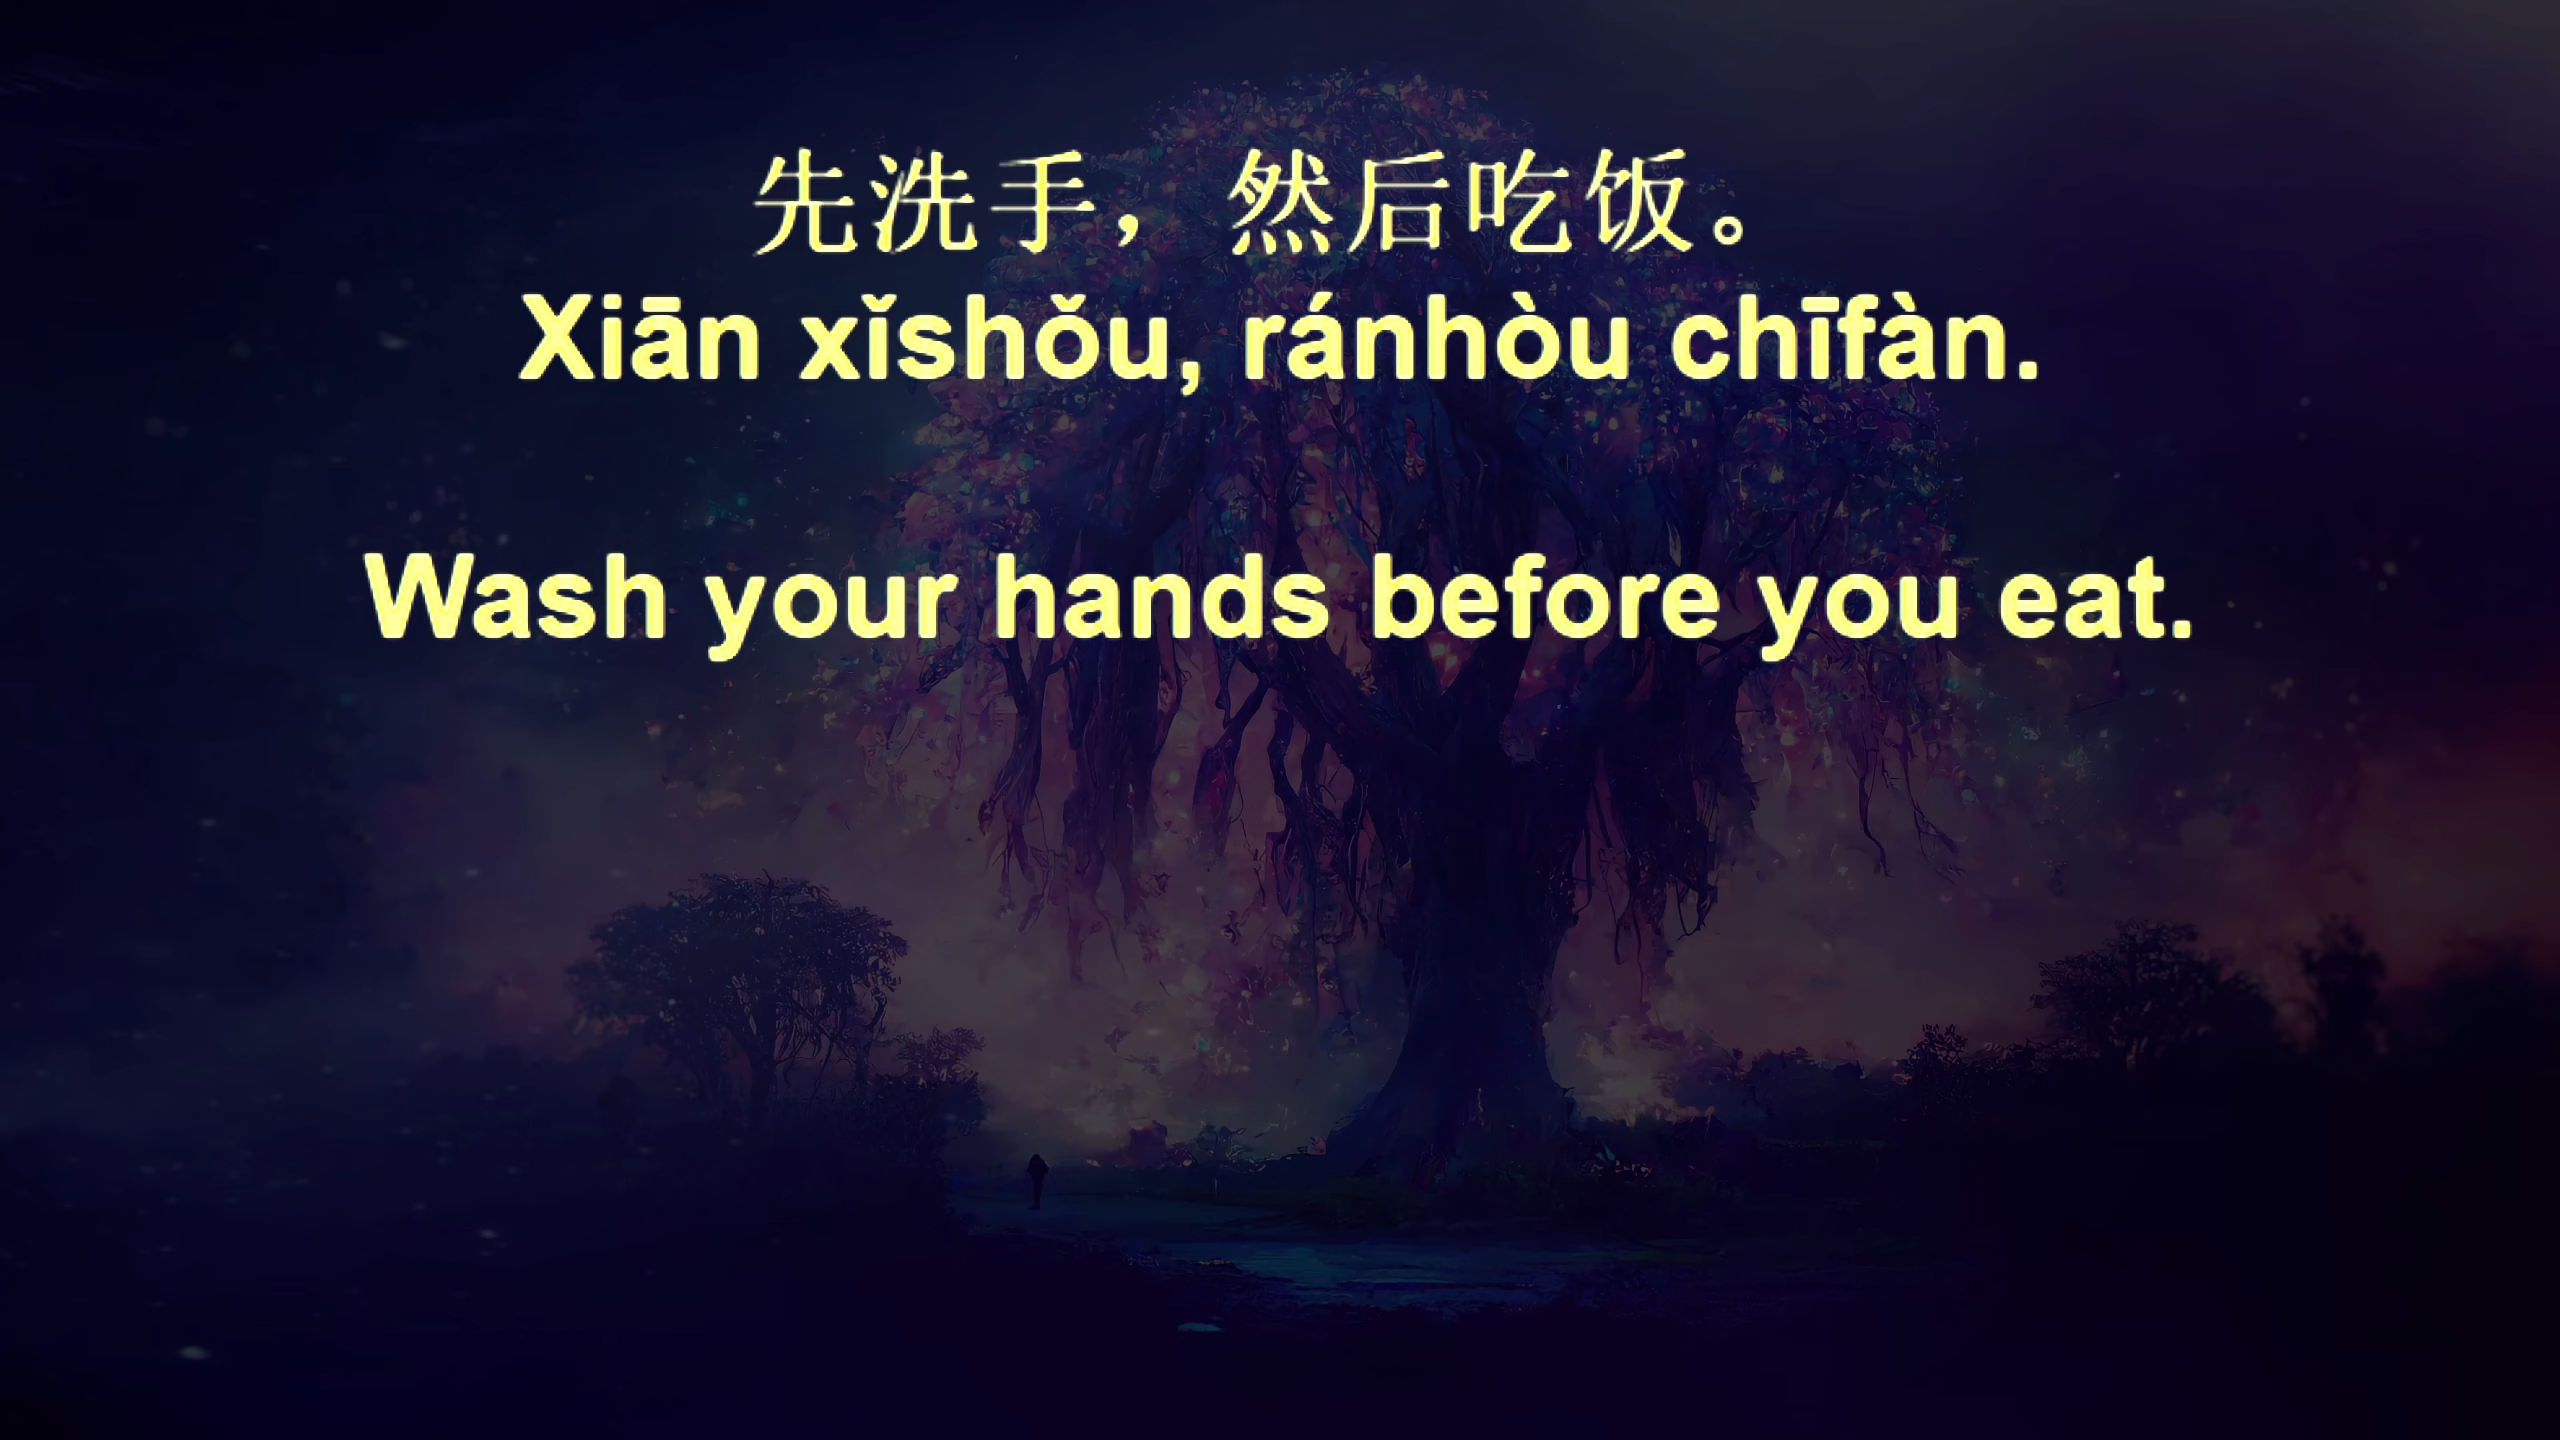 先洗手，然后吃饭。
Xiān xǐshǒu, ránhòu chīfàn.
Wash your hands before you eat.